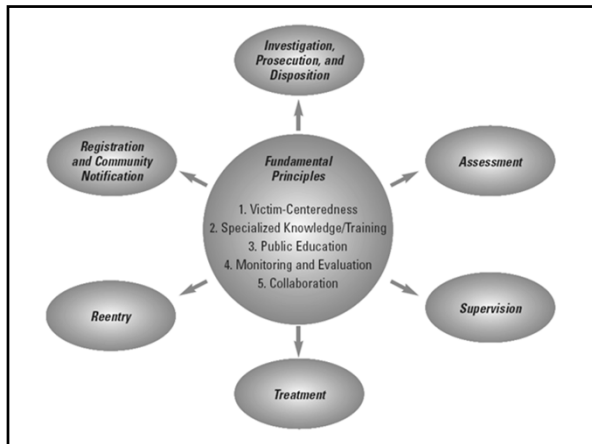 Investigation,
Prosecution, and
Disposition
Registration
and Community
Notification
Fundamental
Principles
Assessment
1. Victim-Centeredness
2. Specialized Knowledge/Training
3. Public Education
4. Monitoring and Evaluation
5. Collaboration
Reentry
Supervision
Treatment